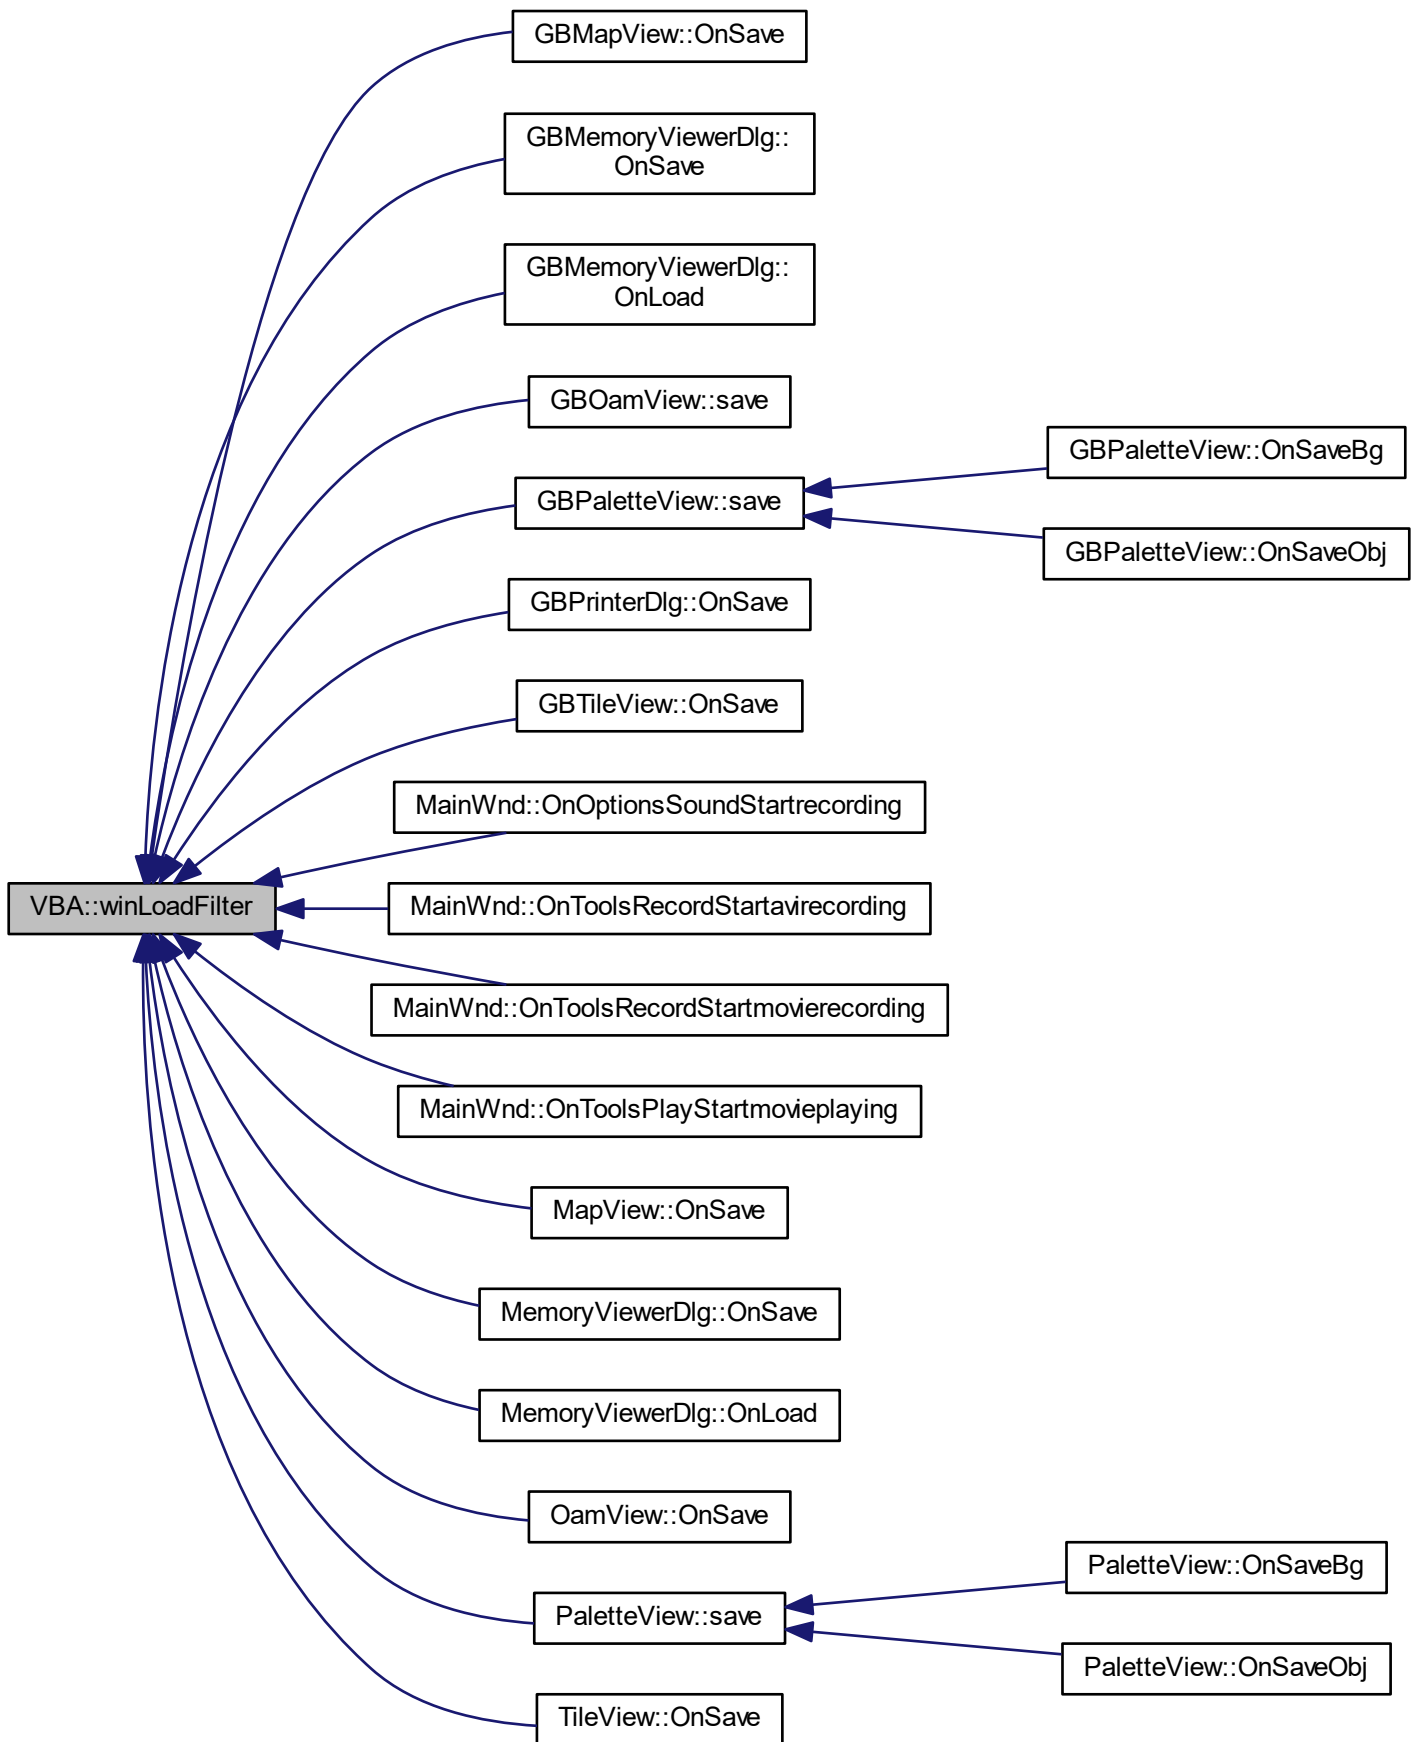 GBMapView::OnSave
GBMemoryViewerDlg::
OnSave
GBMemoryViewerDlg::
OnLoad
GBOamView::save
GBPaletteView::OnSaveBg
GBPaletteView::save
GBPaletteView::OnSaveObj
GBPrinterDlg::OnSave
GBTileView::OnSave
MainWnd::OnOptionsSoundStartrecording
VBA::winLoadFilter
MainWnd::OnToolsRecordStartavirecording
MainWnd::OnToolsRecordStartmovierecording
MainWnd::OnToolsPlayStartmovieplaying
MapView::OnSave
MemoryViewerDlg::OnSave
MemoryViewerDlg::OnLoad
OamView::OnSave
PaletteView::OnSaveBg
PaletteView::save
PaletteView::OnSaveObj
TileView::OnSave